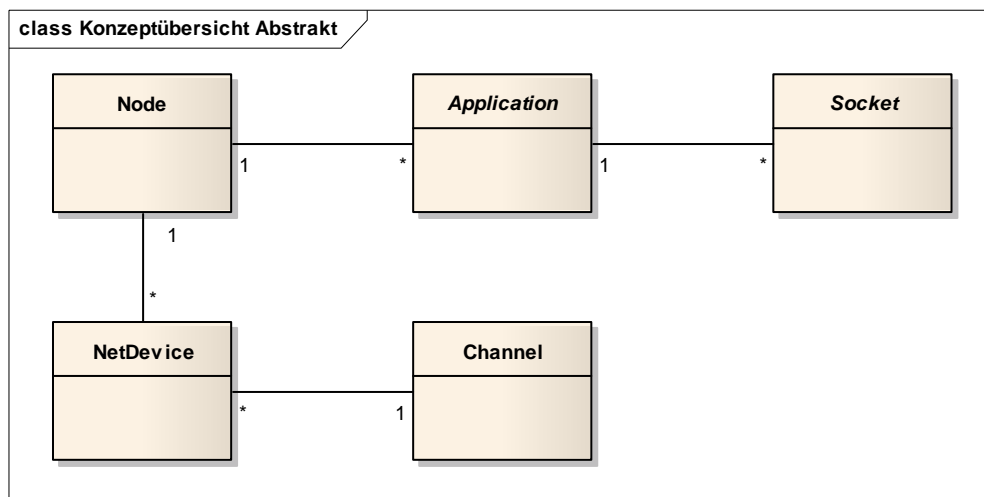 class Konzeptübersicht Abstrakt
Node
Application
Socket
1
*
1
*
1
*
NetDevice
Channel
*
1